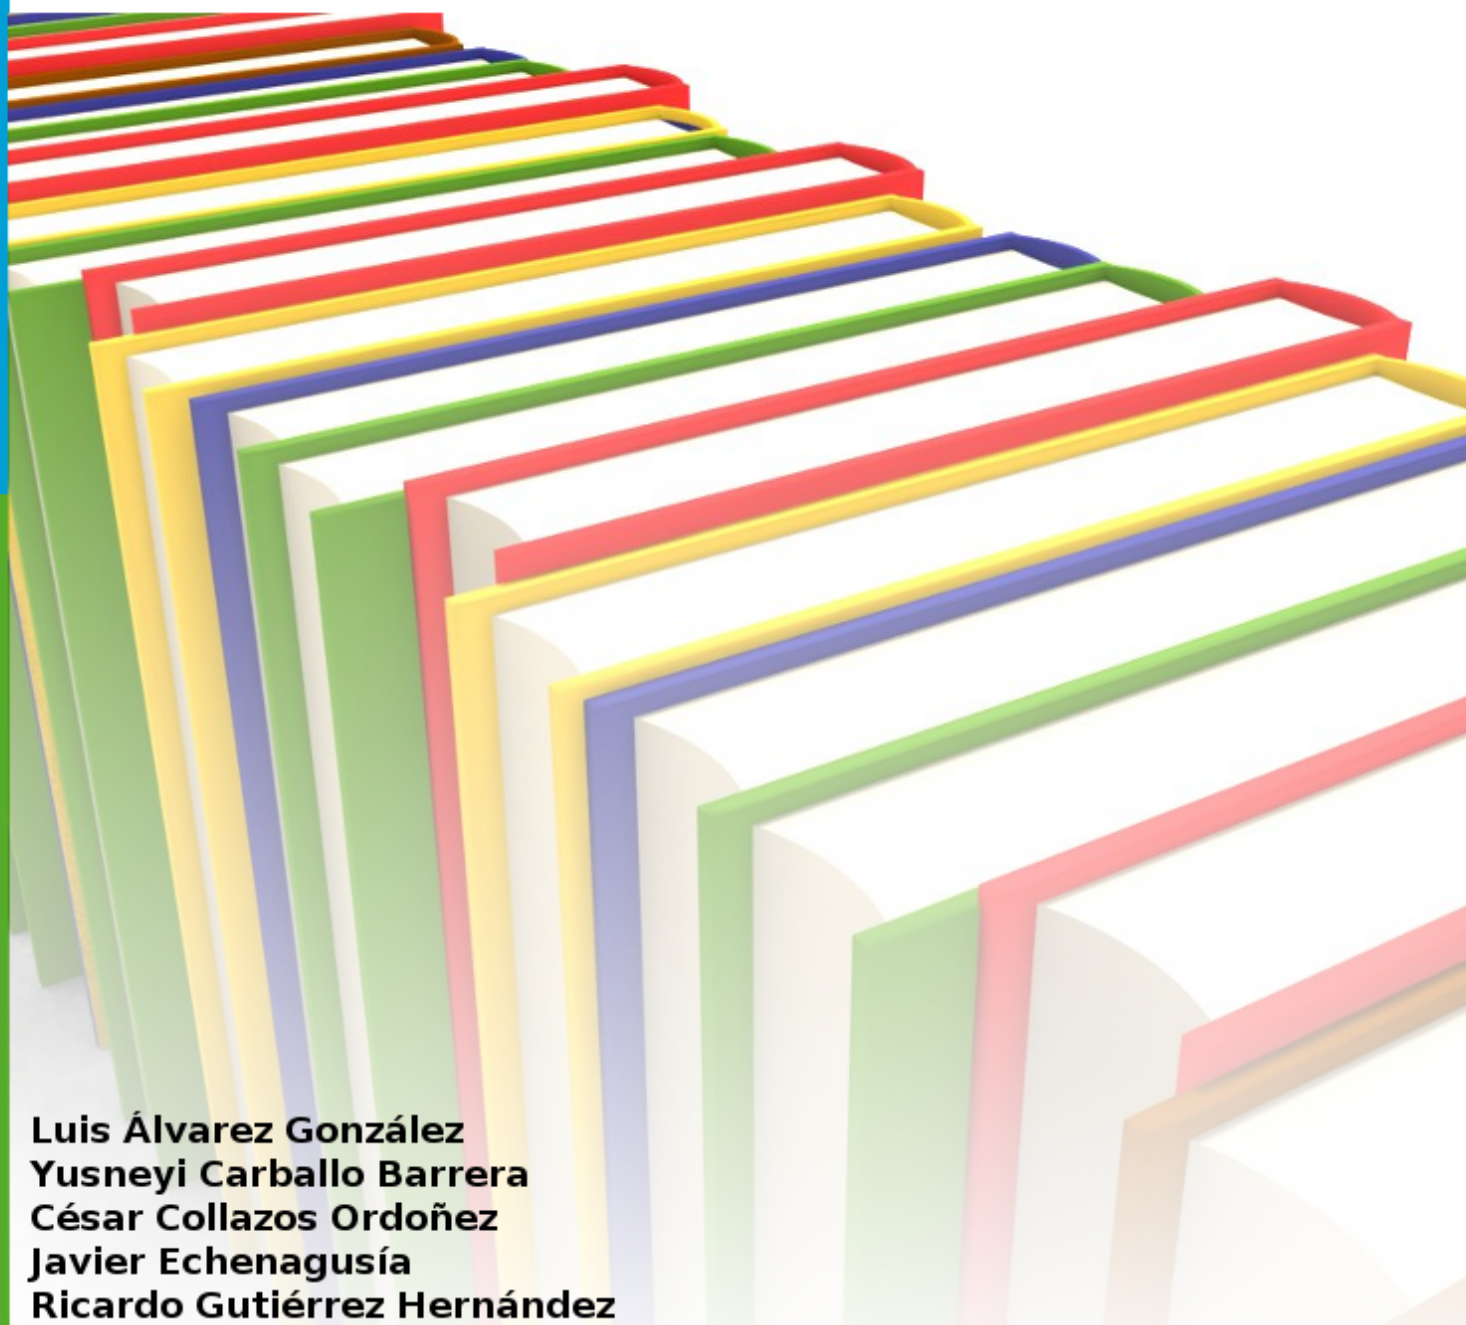 Luis Álvarez González
Yusneyi Carballo Barrera
César Collazos Ordoñez
Javier Echenagusía
Ricardo Gutiérrez Hernández